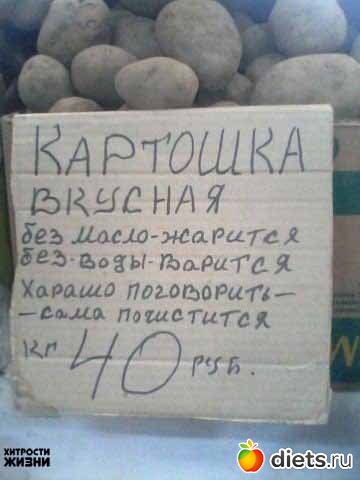 КАРТОШКА
ВКУСНАЯ
без масло-жарится
без-воды-варится
харашо поговорить-
-сама почистится
кг 40 руб.
ХИТРОСТИ
ЖИЗНИ
diets.ru